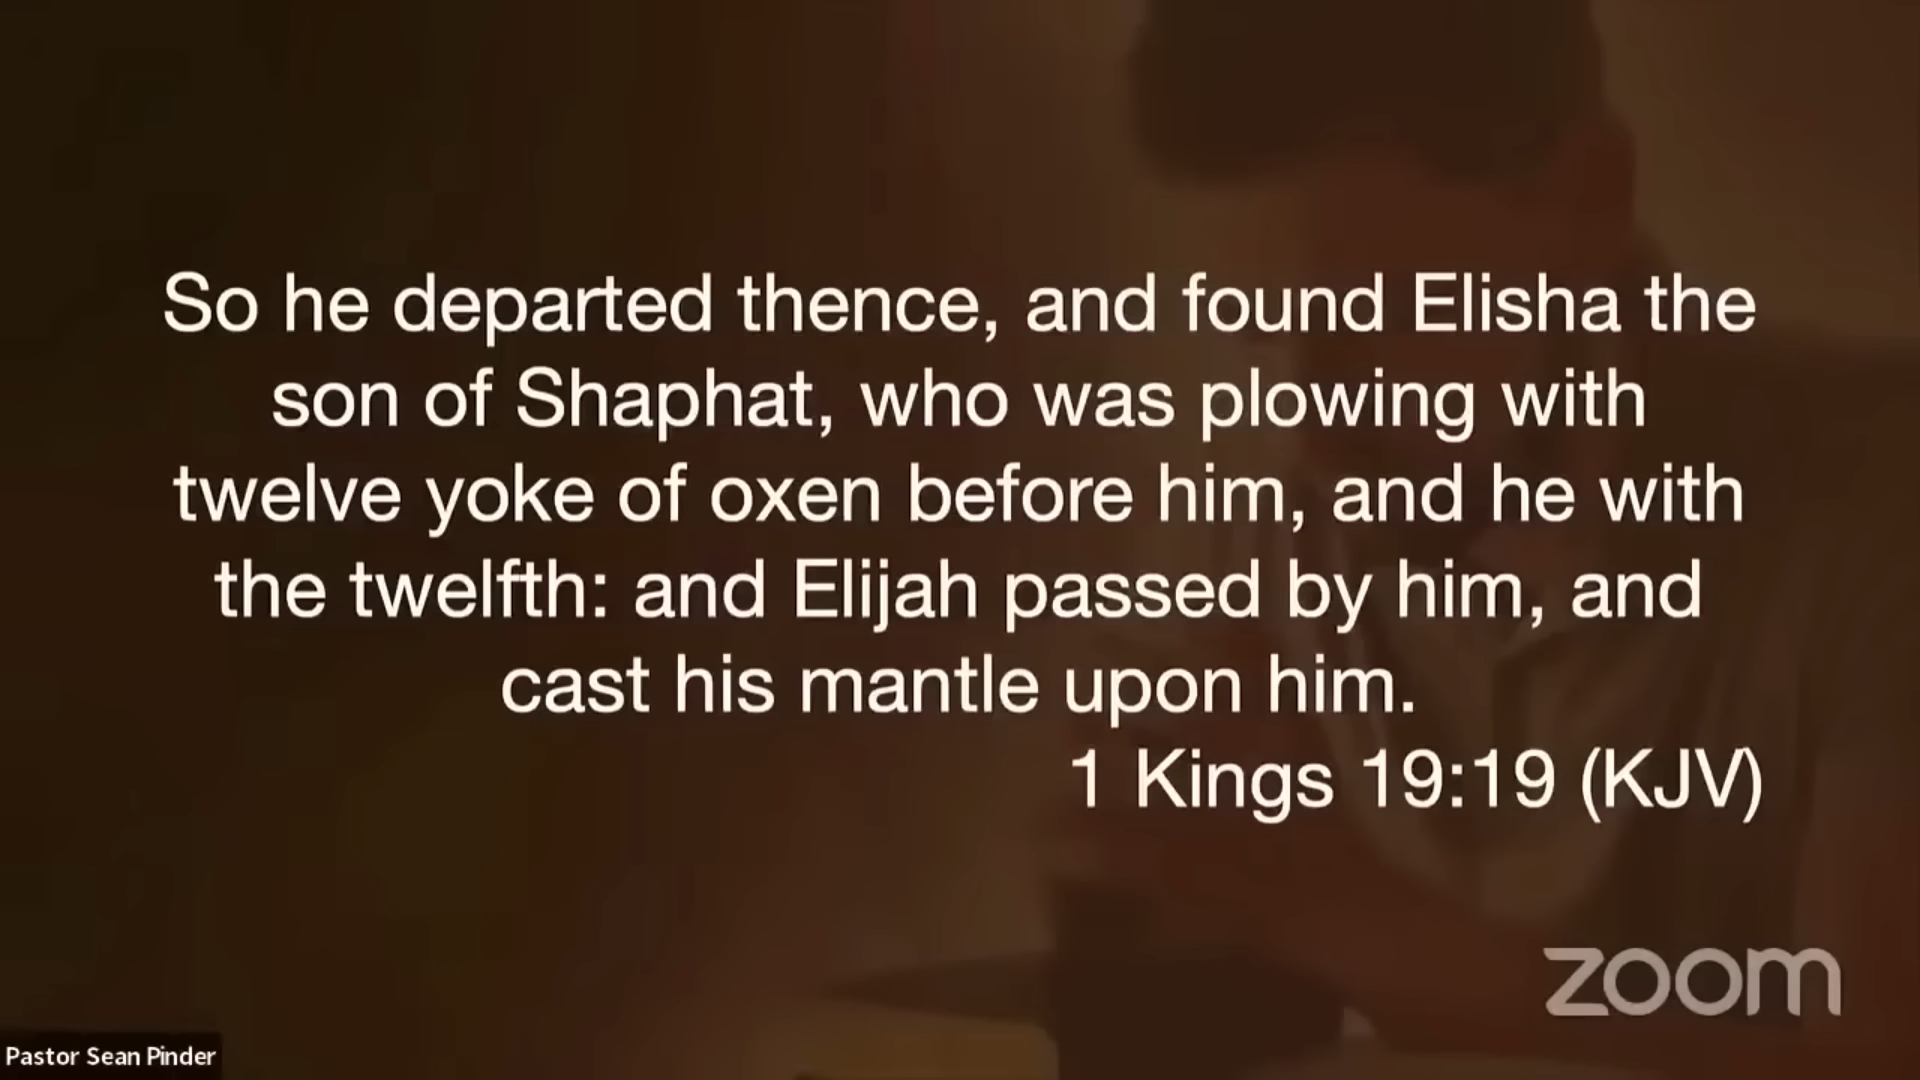 So he departed thence, and found Elisha the
son of Shaphat, who was plowing with
twelve yoke of oxen before him, and he with
the twelfth: and Elijah passed by him, and
cast his mantle upon him.
1 Kings 19:19 (KJV)
zoom
Pastor Sean Pinder